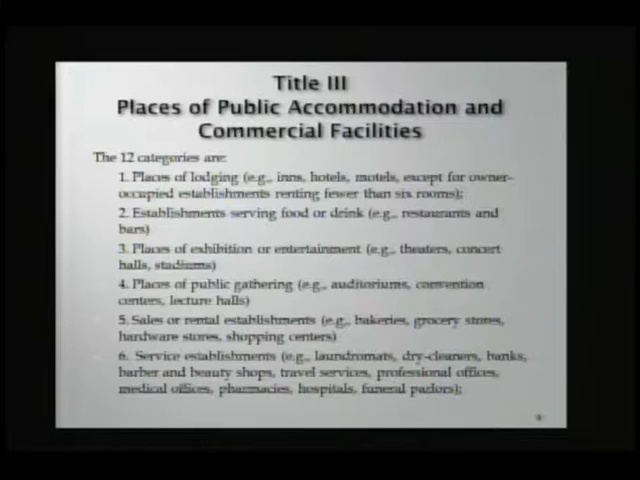 Title III
Places of Public Accommodation and
Commercial Facilities
The 12 categories are:
1. Places of lodging (e.g., inns, hotels, motels, except for owner-
occupied establishments renting fewer than six rooms);
2. Establishments serving food or drink (e.g., restaurants and
bars)
3. Places of exhibition or entertainment (e.g., theaters, concert
halls, stadiums)
4. Places of public gathering (e.g., auditoriums, convention
centers, lecture halls)
5. Sales or rental establishments (e.g., bakeries, grocery stores,
hardware stores, shopping centers)
6. Service establishments (e.g., laundromats, dry-cleaners, banks,
barber and beauty shops, travel services, professional offices,
medical offices, pharmacies, hospitals, funeral parlors);